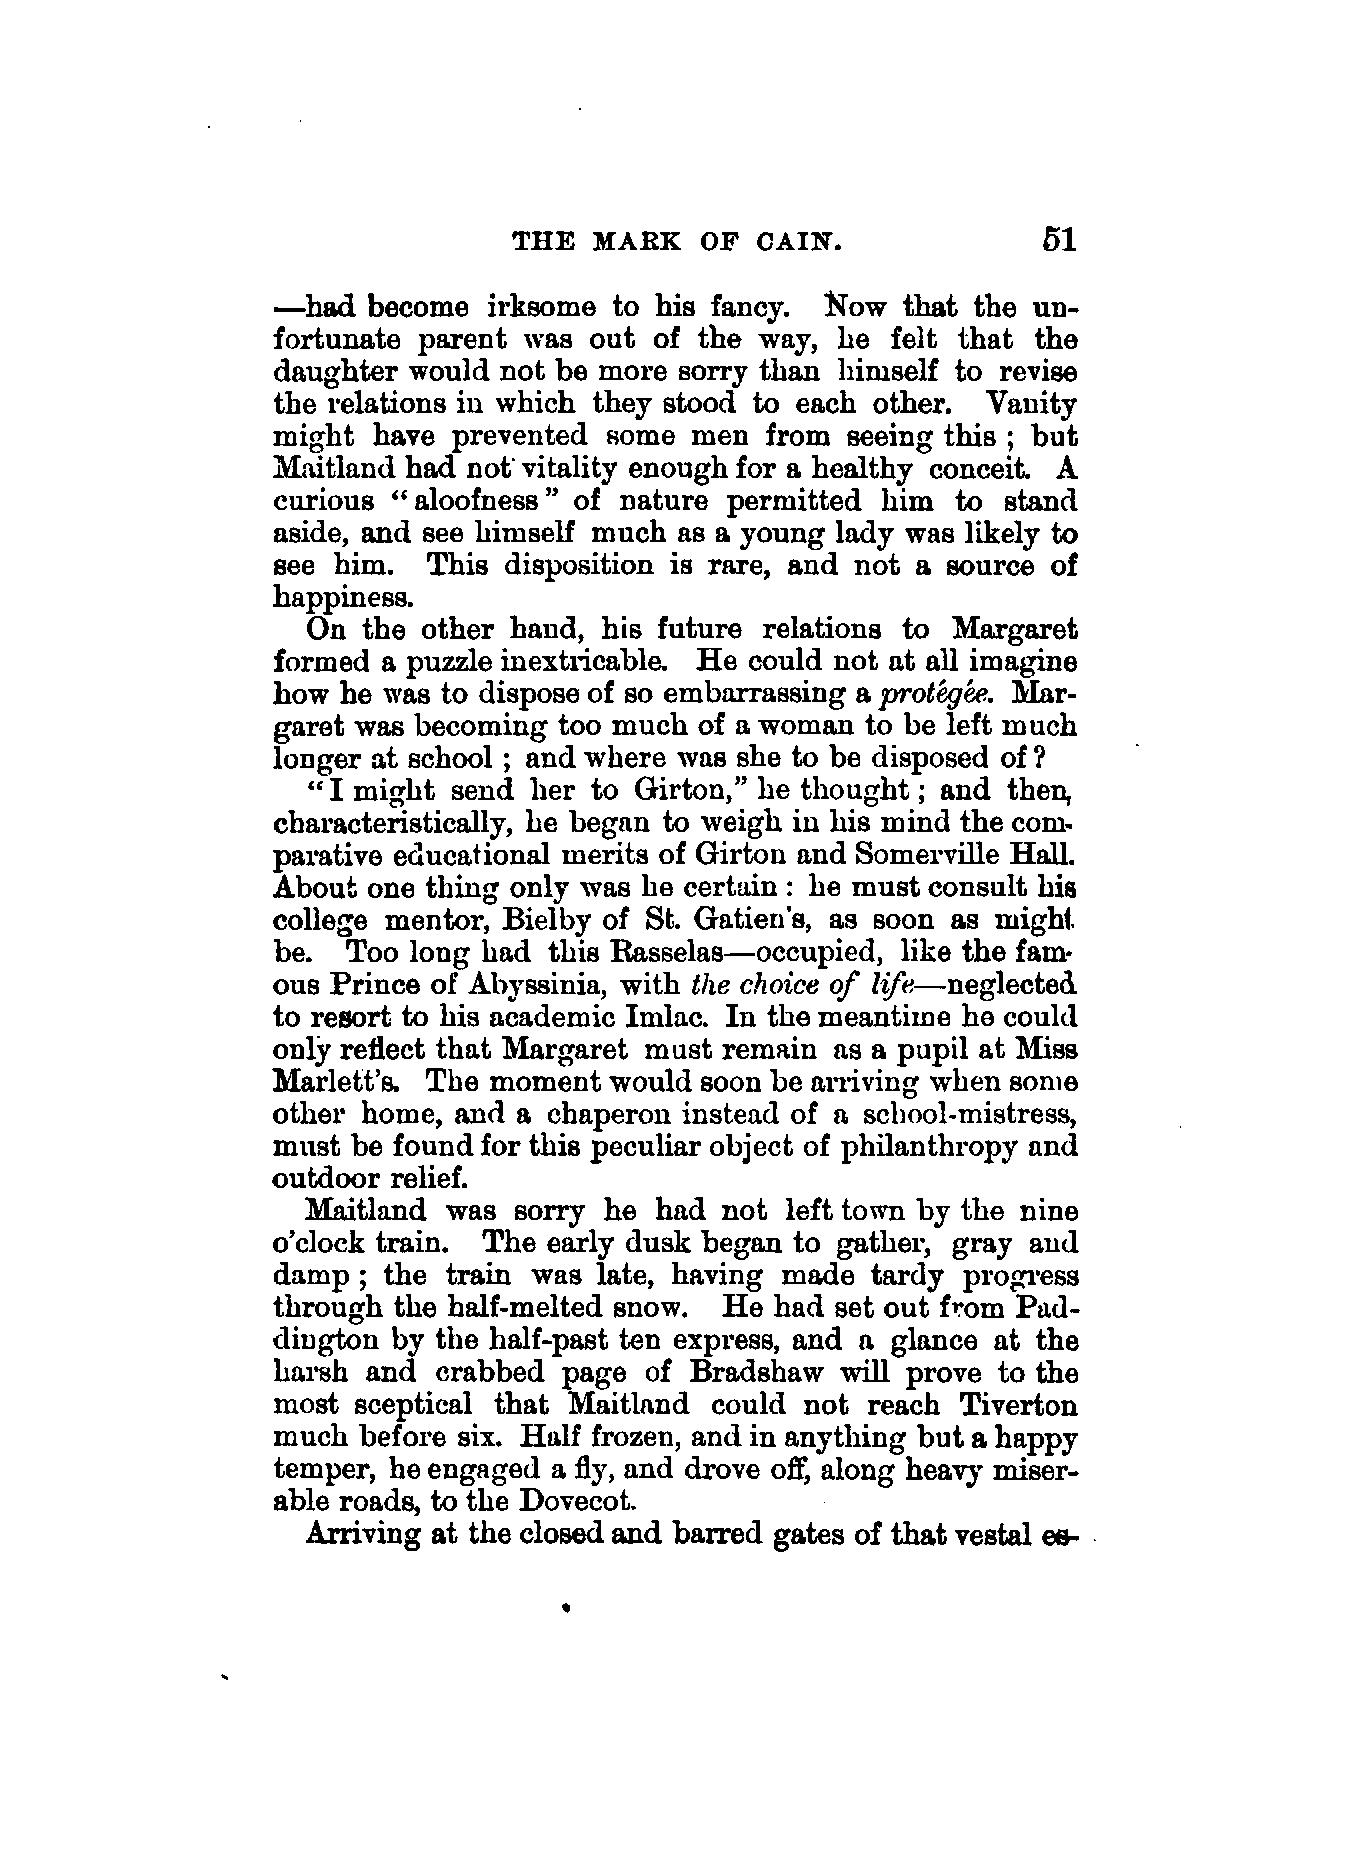 THE MARK OF CAIN. 51
—had become irksome to his fancy. Now that the un-
fortunate parent was out of the way, he felt that the
daughter would not be more sorry than himself to revise
the relations in which they stood to each other. Vanity
might have prevented some men from seeing this ; but
Maitland had not vitality enough for a healthy conceit. A
curious “aloofness” of nature permitted him to stand
aside, and see himself much as a young lady was likely to
see him. This disposition is rare, and not a source of
happiness.
On the other hand, his future relations to Margaret
formed a puzzle inextricable. He could not at all imagine
how he was to dispose of so embarrassing a protégée. Mar-
garet was becoming too much of a woman to be left much
longer at school ; and where was she to be disposed of ?
“I might send her to Girton,” he thought ; and then,
characteristically, he began to weigh in his mind the com-
parative educational merits of Girton and Somerville Hall.
About one thing only was he certain : he must consult his
college mentor, Bielby of St. Gatien's, as soon as might
be. Too long had this Rasselas—occupied, like the fam-
ous Prince of Abyssinia, with the choice of life—neglected
to resort to his academic Imlac. In the meantime he could
only reflect that Margaret must remain as a pupil at Miss
Marlett's. The moment would soon be arriving when some
other home, and a chaperon instead of a school-mistress,
must be found for this peculiar object of philanthropy and
outdoor relief.
Maitland was sorry he had not left town by the nine
o'clock train. The early dusk began to gather, gray and
damp ; the train was late, having made tardy progress
through the half-melted snow. He had set out from Pad-
dington by the half-past ten express, and a glance at the
harsh and crabbed page of Bradshaw will prove to the
most sceptical that Maitland could not reach Tiverton
much before six. Half frozen, and in anything but a happy
temper, he engaged a fly, and drove off, along heavy miser-
able roads, to the Dovecot.
Arriving at the closed and barred gates of that vestal es-